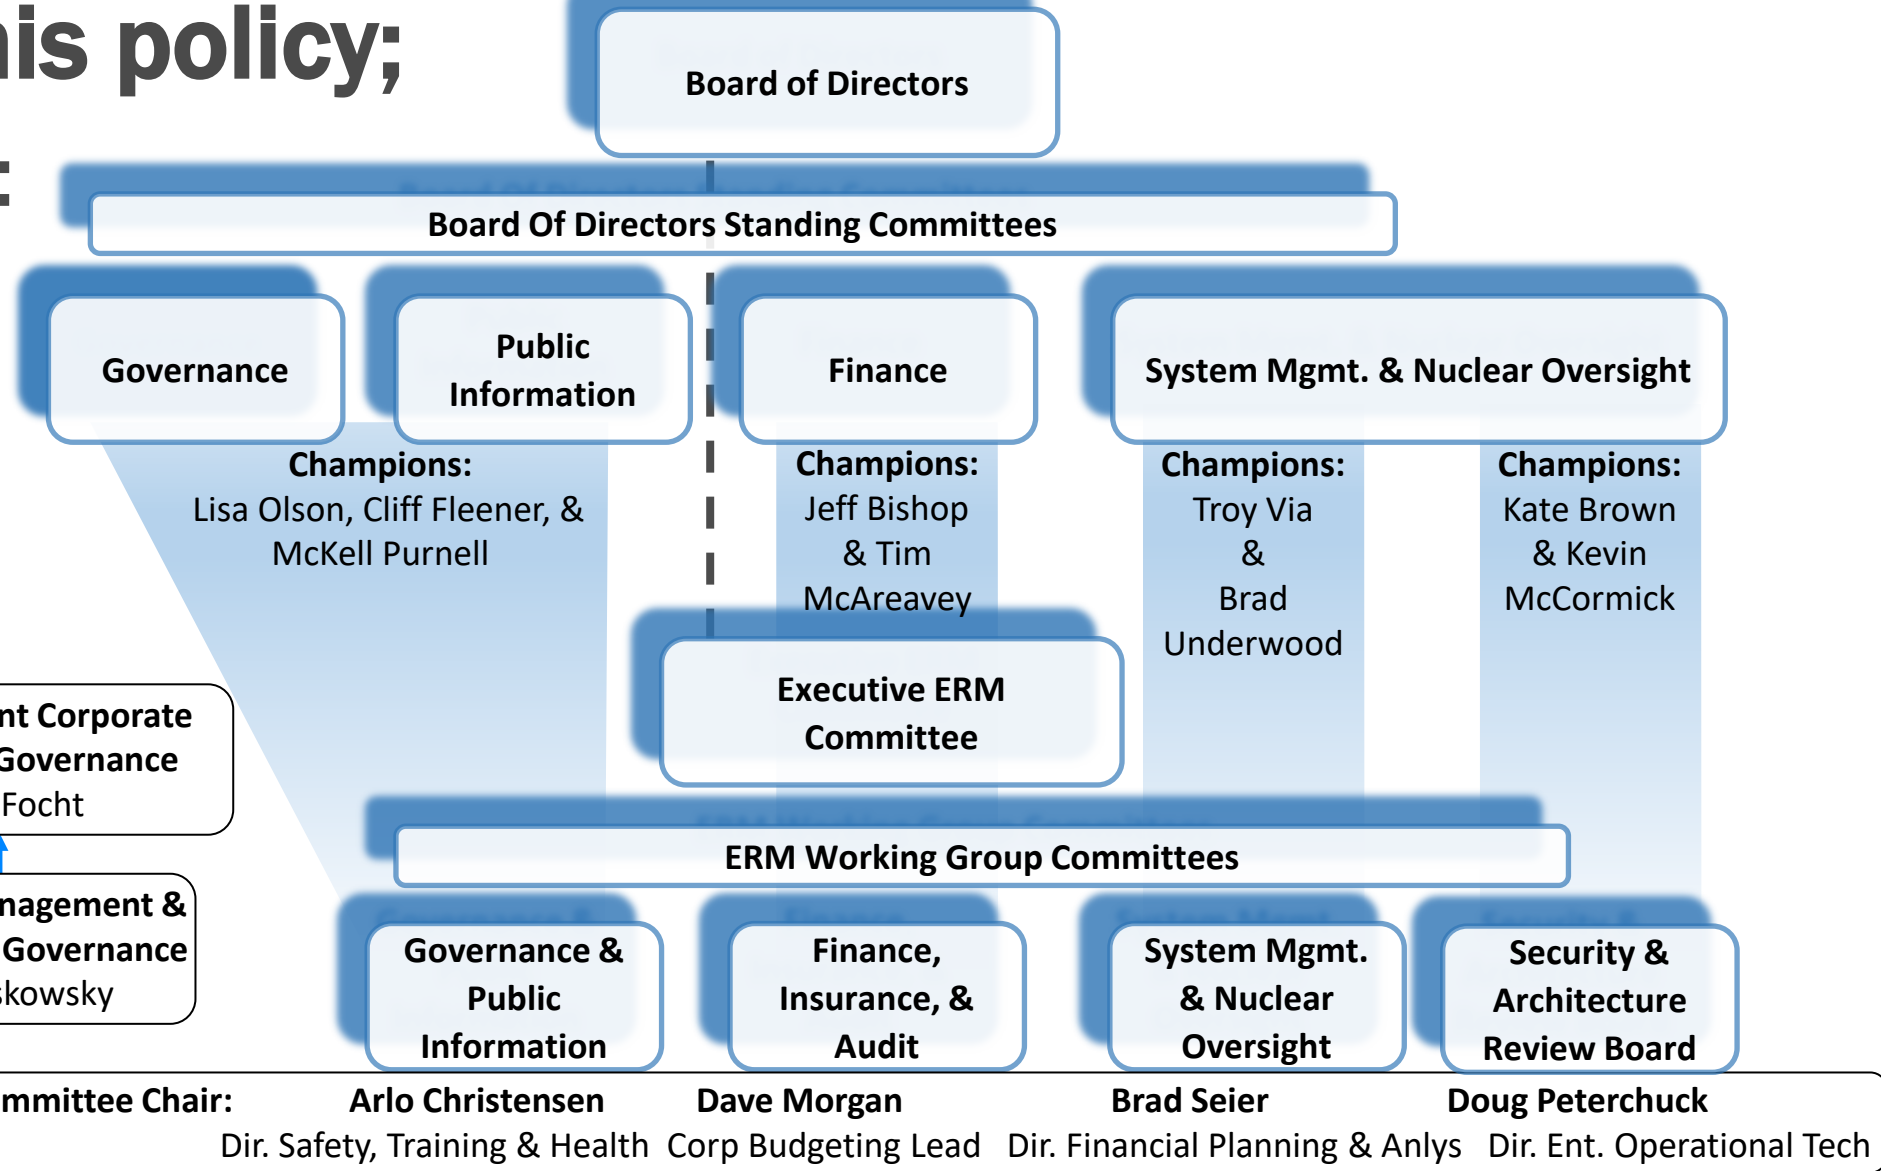 his policy;
:
Board of Directors
Board Of Directors Standing Committees
Governance
Public
Information
Finance
System Mgmt. & Nuclear Oversight
Champions:
Lisa Olson, Cliff Fleener, &
McKell Purnell
Champions:
Jeff Bishop
& Tim
McAreavey
Champions:
Troy Via
&
Brad
Underwood
Champions:
Kate Brown
& Kevin
McCormick
Executive ERM
Committee
nt Corporate
Governance
Focht
ERM Working Group Committees
nagement &
Governance
skowsky
Governance &
Public
Information
Finance,
Insurance, &
Audit
System Mgmt.
& Nuclear
Oversight
Security &
Architecture
Review Board
mmittee Chair: Arlo Christensen Dave Morgan Brad Seier Doug Peterchuck
Dir. Safety, Training & Health Corp Budgeting Lead Dir. Financial Planning & Anlys Dir. Ent. Operational Tech